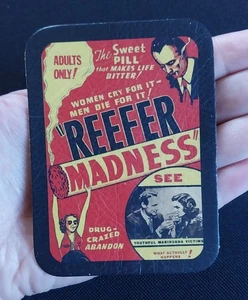 ADULTS
ONLY!
The Sweet
PILL
that MAKES LIFE
BITTER!
WOMEN CRY FOR IT—
MEN DIE FOR IT!
"REEFER
MADNESS"
SEE
DRUG-
CRAZED
ABANDON
YOUTHFUL MARIHUANA VICTIMS
WHAT ACTUALLY
HAPPENS!